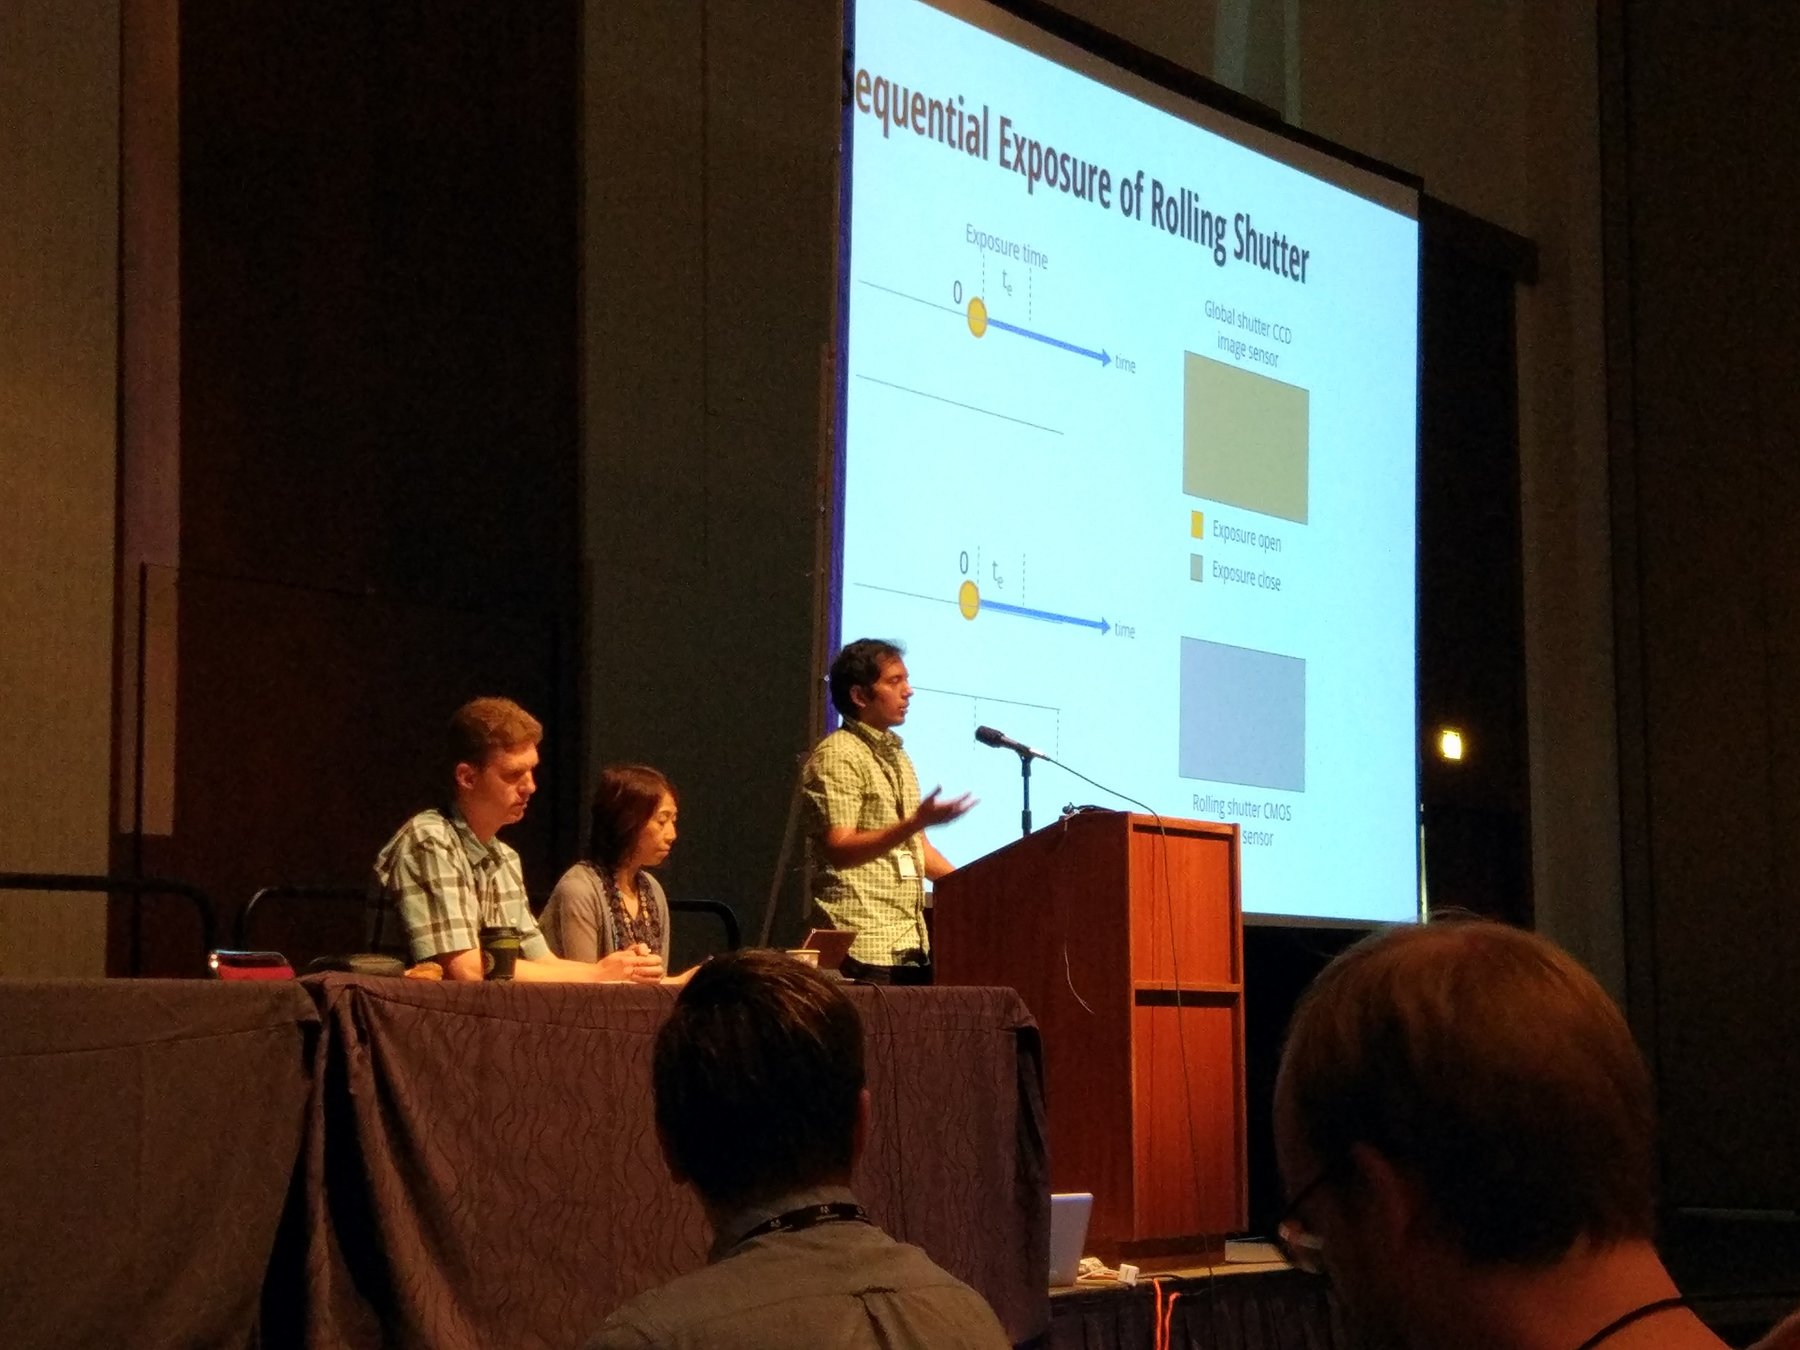 Sequential Exposure of Rolling Shutter
Exposure time
te
0
time
Global shutter CCD
image sensor
Exposure open
Exposure close
0
te
time
Rolling shutter CMOS
sensor